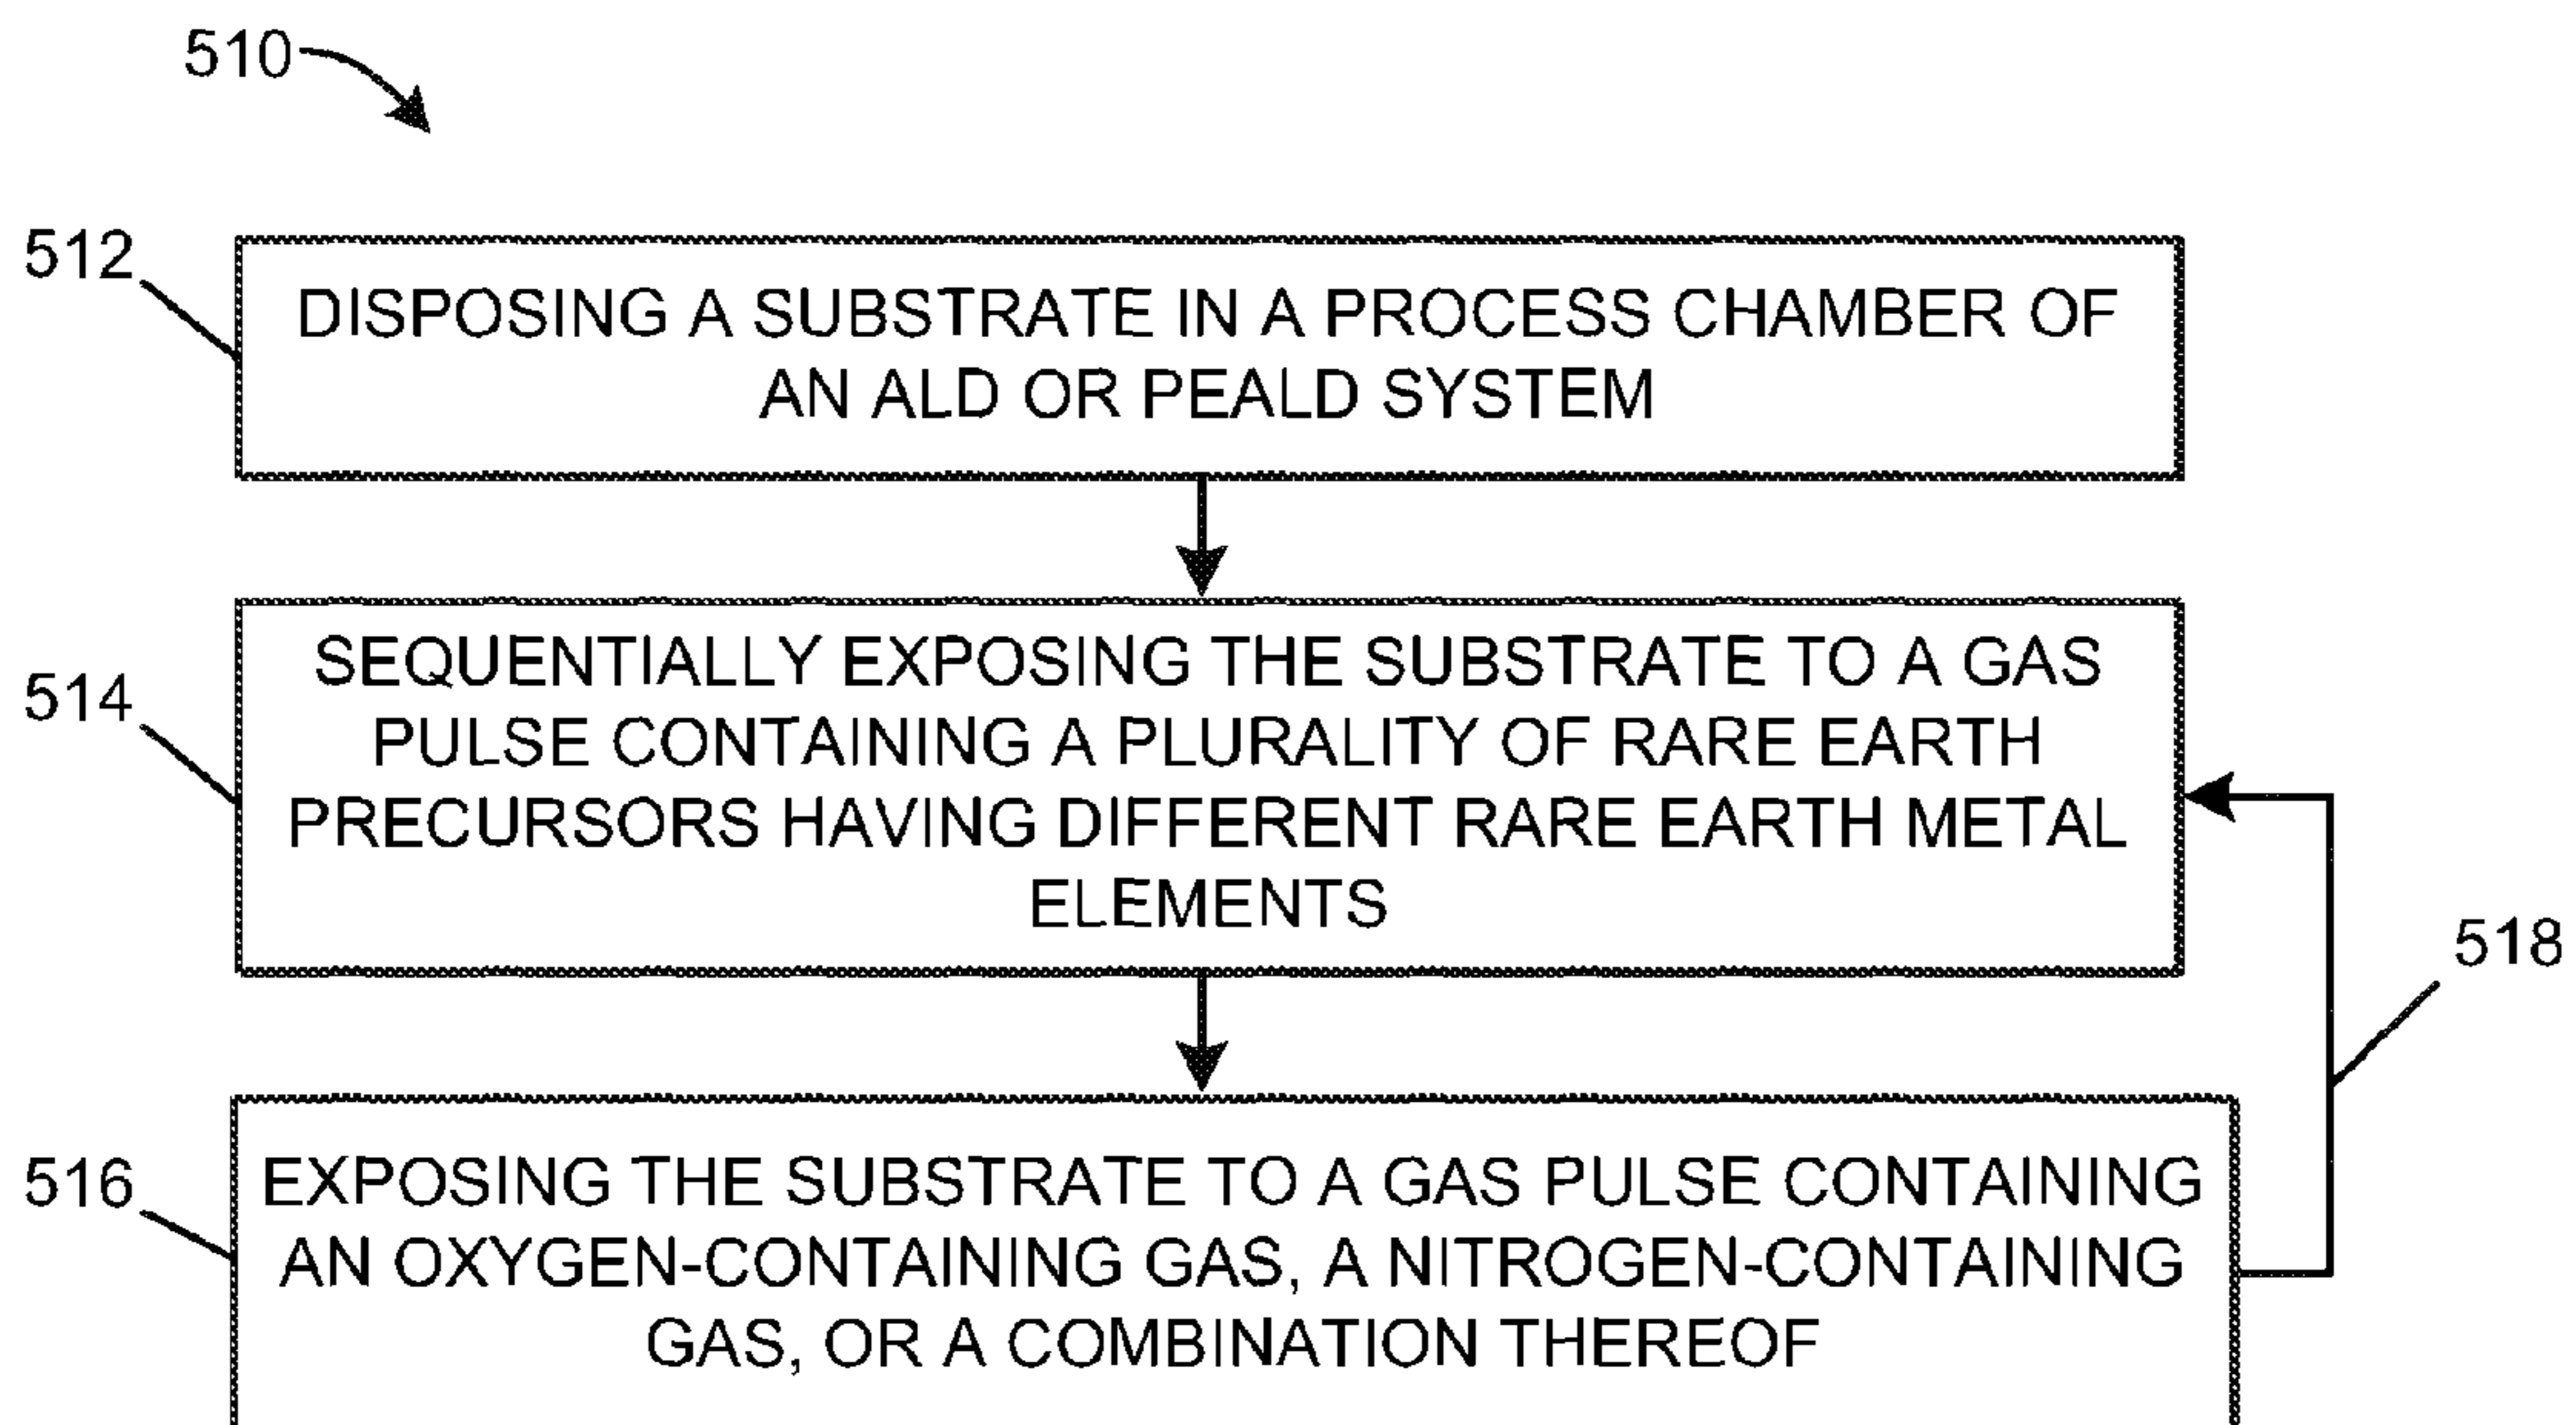 510
512
DISPOSING A SUBSTRATE IN A PROCESS CHAMBER OF
AN ALD OR PEALD SYSTEM
514
SEQUENTIALLY EXPOSING THE SUBSTRATE TO A GAS
PULSE CONTAINING A PLURALITY OF RARE EARTH
PRECURSORS HAVING DIFFERENT RARE EARTH METAL
ELEMENTS
518
516
EXPOSING THE SUBSTRATE TO A GAS PULSE CONTAINING
AN OXYGEN-CONTAINING GAS, A NITROGEN-CONTAINING
GAS, OR A COMBINATION THEREOF